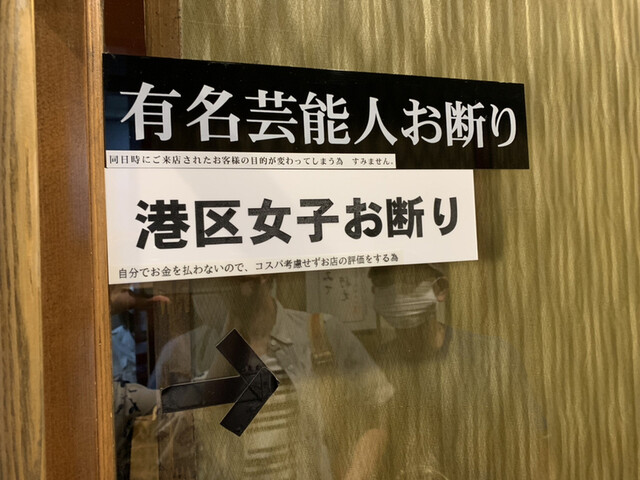 有名芸能人お断り
同日時にご来店されたお客様の目的が変わってしまう為　すみません。
港区女子お断り
自分でお金を払わないので、コスパ考慮せずお店の評価をする為